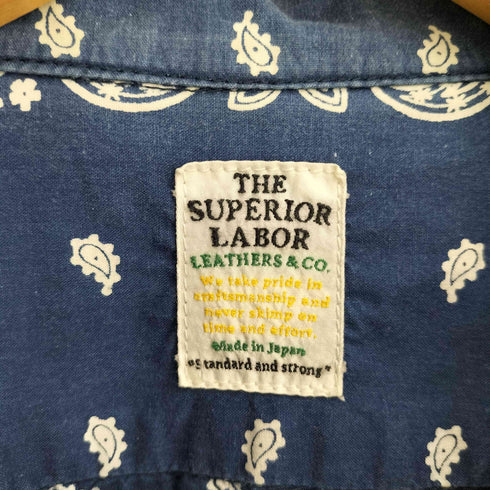 THE
SUPERIOR
LABOR
LEATHERS & CO.
We take pride in
craftsmanship and
never skimp on
time and effort.
Made in Japan
"Standard and strong"